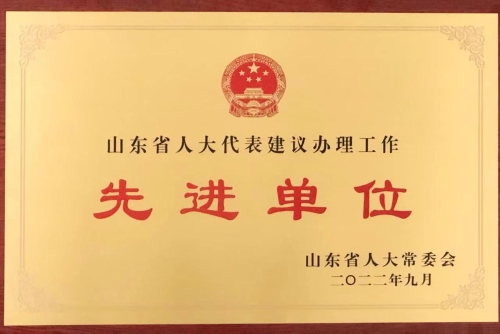 山东省人大代表建议办理工作
先进单位
山东省人大常委会
二〇二二年九月